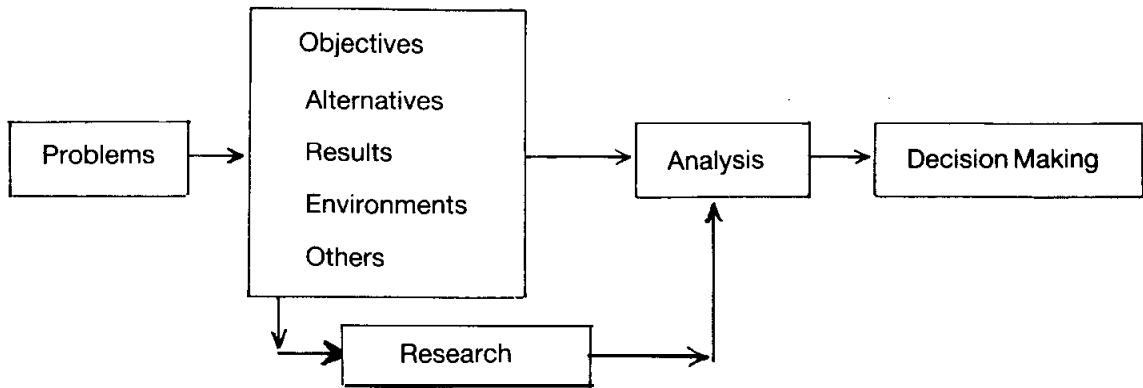 Problems
Objectives
Alternatives
Results
Environments
Others
Analysis
Decision Making
Research